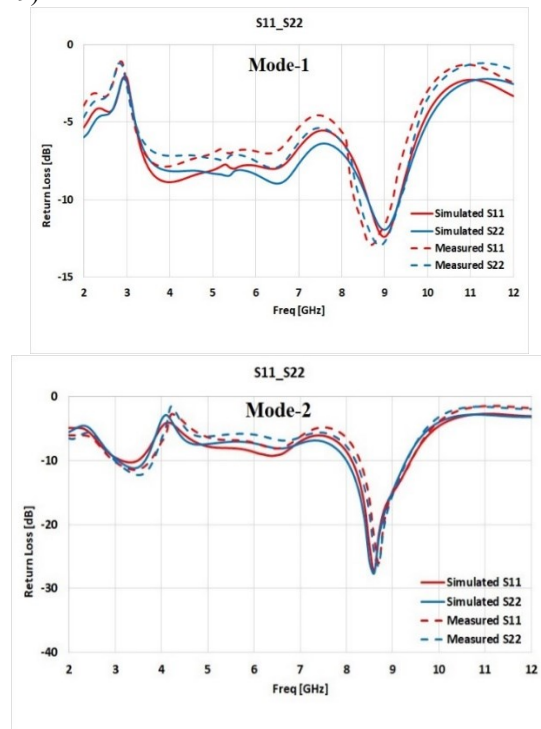 S11_S22
Mode-1
0
-5
-10
-15
Return Loss [dB]
Simulated S11
Simulated S22
Measured S11
Measured S22
2 3 4 5 6 7 8 9 10 11 12
Freq [GHz]
S11_S22
Mode-2
0
-10
-20
-30
-40
Return Loss [dB]
Simulated S11
Simulated S22
Measured S11
Measured S22
2 3 4 5 6 7 8 9 10 11 12
Freq [GHz]